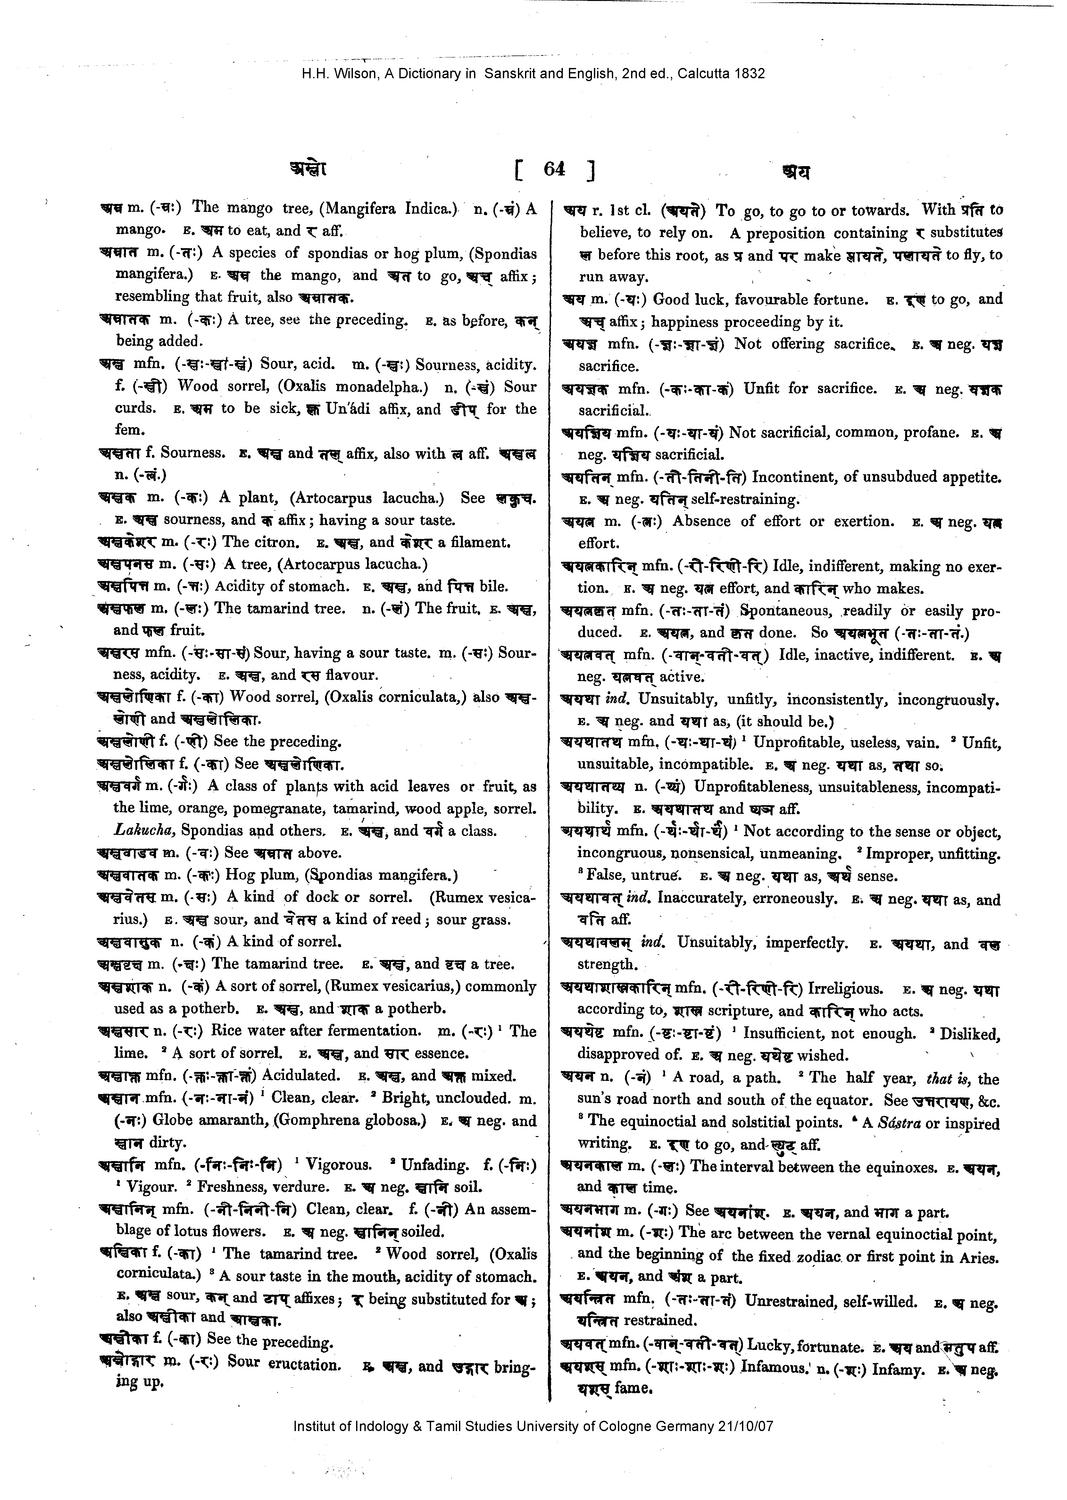 H.H. Wilson, A Dictionary in Sanskrit and English, 2nd ed., Calcutta 1832
अम्लो [ 64 ] अय
अम्र m. (-म्रः) The mango tree, (Mangifera Indica.) n. (-म्रं) A
mango. E. अम to eat, and र aff.
अम्रात m. (-तः) A species of spondias or hog plum, (Spondias
mangifera.) E. अम्र the mango, and अत to go, अच् affix;
resembling that fruit, also अम्रातक.
अम्रातक m. (-कः) A tree, see the preceding. E. as before, कन्
being added.
अम्ल mfn. (-म्लः-म्ला-म्लं) Sour, acid. m. (-म्लः) Sourness, acidity.
f. (-म्ली) Wood sorrel, (Oxalis monadelpha.) n. (-म्लं) Sour
curds. E. अम to be sick, क्ल Un'ádi affix, and ङीप् for the
fem.
अम्लता f. Sourness. E. अम्ल and तल् affix, also with त्व aff. अम्लत्व
n. (-त्वं.)
अम्लक m. (-कः) A plant, (Artocarpus lacucha.) See लकुच.
E. अम्ल sourness, and क affix; having a sour taste.
अम्लकेशर m. (-रः) The citron. E. अम्ल, and केशर a filament.
अम्लपनस m. (-सः) A tree, (Artocarpus lacucha.)
अम्लपित्त m. (-त्तः) Acidity of stomach. E. अम्ल, and पित्त bile.
अम्लफल m. (-लः) The tamarind tree. n. (-लं) The fruit. E. अम्ल,
and फल fruit.
अम्लरस mfn. (-सः-सा-सं) Sour, having a sour taste. m. (-सः) Sour-
ness, acidity. E. अम्ल, and रस flavour.
अम्ललोणिका f. (-का) Wood sorrel, (Oxalis corniculata,) also अम्ल-
लोणी and अम्ललोलिका.
अम्ललोणी f. (-णी) See the preceding.
अम्ललोलिका f. (-का) See अम्ललोणिका.
अम्लवर्ग m. (-र्गः) A class of plants with acid leaves or fruit, as
the lime, orange, pomegranate, tamarind, wood apple, sorrel.
Lakucha, Spondias and others. E. अम्ल, and वर्ग a class.
अम्लवाडव m. (-वः) See अम्रात above.
अम्लवातक m. (-कः) Hog plum, (Spondias mangifera.)
अम्लवेतस m. (-सः) A kind of dock or sorrel. (Rumex vesica-
rius.) E. अम्ल sour, and वेतस a kind of reed; sour grass.
अम्लवास्तुक n. (-कं) A kind of sorrel.
अम्लवृक्ष m. (-क्षः) The tamarind tree. E. अम्ल, and वृक्ष a tree.
अम्लशाक n. (-कं) A sort of sorrel, (Rumex vesicarius,) commonly
used as a potherb. E. अम्ल, and शाक a potherb.
अम्लसार n. (-रः) Rice water after fermentation. m. (-रः) ¹ The
lime. ² A sort of sorrel. E. अम्ल, and सार essence.
अम्लाक्त mfn. (-क्तः-क्ता-क्तं) Acidulated. E. अम्ल, and अक्त mixed.
अम्लान mfn. (-नः-ना-नं) ¹ Clean, clear. ² Bright, unclouded. m.
(-नः) Globe amaranth, (Gomphrena globosa.) E. अ neg. and
म्लान dirty.
अम्लानि mfn. (-निः-निः-नि) ¹ Vigorous. ² Unfading. f. (-निः)
¹ Vigour. ² Freshness, verdure. E. अ neg. म्लानि soil.
अम्लानिन् mfn. (-नी-निनी-नि) Clean, clear. f. (-नी) An assem-
blage of lotus flowers. E. अ neg. म्लानिन् soiled.
अम्लिका f. (-का) ¹ The tamarind tree. ² Wood sorrel, (Oxalis
corniculata.) ³ A sour taste in the mouth, acidity of stomach.
E. अम्ल sour, कन् and टाप् affixes; इ being substituted for अ;
also अम्लीका and आम्लिका.
अम्लीका f. (-का) See the preceding.
अम्लोद्गार m. (-रः) Sour eructation. E. अम्ल, and उद्गार bring-
ing up.
अय r. 1st cl. (अयते) To go, to go to or towards. With प्रति to
believe, to rely on. A preposition containing र substitutes
ल before this root, as प्र and पर make प्लायते, पलायते to fly, to
run away.
अय m. (-यः) Good luck, favourable fortune. E. इण् to go, and
अच् affix; happiness proceeding by it.
अयज्ञ mfn. (-ज्ञः-ज्ञा-ज्ञं) Not offering sacrifice. E. अ neg. यज्ञ
sacrifice.
अयज्ञक mfn. (-कः-का-कं) Unfit for sacrifice. E. अ neg. यज्ञक
sacrificial.
अयज्ञिय mfn. (-यः-या-यं) Not sacrificial, common, profane. E. अ
neg. यज्ञिय sacrificial.
अयतिन् mfn. (-ती-तिनी-ति) Incontinent, of unsubdued appetite.
E. अ neg. यतिन् self-restraining.
अयत्न m. (-त्नः) Absence of effort or exertion. E. अ neg. यत्न
effort.
अयत्नकारिन् mfn. (-री-रिणी-रि) Idle, indifferent, making no exer-
tion. E. अ neg. यत्न effort, and कारिन् who makes.
अयत्नकृत mfn. (-तः-ता-तं) Spontaneous, readily or easily pro-
duced. E. अयत्न, and कृत done. So अयत्नभूत (-तः-ता-तं.)
अयत्नवत् mfn. (-वान्-वती-वत्) Idle, inactive, indifferent. E. अ
neg. यत्नवत् active.
अयथा ind. Unsuitably, unfitly, inconsistently, incongruously.
E. अ neg. and यथा as, (it should be.)
अयथातथ mfn. (-थः-था-थं) ¹ Unprofitable, useless, vain. ² Unfit,
unsuitable, incompatible. E. अ neg. यथा as, तथा so.
अयथातथ्य n. (-थ्यं) Unprofitableness, unsuitableness, incompati-
bility. E. अयथातथ and ष्यञ aff.
अयथार्थ mfn. (-र्थः-र्था-र्थं) ¹ Not according to the sense or object,
incongruous, nonsensical, unmeaning. ² Improper, unfitting.
³ False, untrue. E. अ neg. यथा as, अर्थ sense.
अयथावत् ind. Inaccurately, erroneously. E. अ neg. यथा as, and
वति aff.
अयथाबलम् ind. Unsuitably, imperfectly. E. अयथा, and बल
strength.
अयथाशास्त्रकारिन् mfn. (-री-रिणी-रि) Irreligious. E. अ neg. यथा
according to, शास्त्र scripture, and कारिन् who acts.
अयथेष्ट mfn. (-ष्टः-ष्टा-ष्टं) ¹ Insufficient, not enough. ² Disliked,
disapproved of. E. अ neg. यथेष्ट wished.
अयन n. (-नं) ¹ A road, a path. ² The half year, that is, the
sun's road north and south of the equator. See उत्तरायण, &c.
³ The equinoctial and solstitial points. ⁴ A Sástra or inspired
writing. E. इण् to go, and ल्युट् aff.
अयनकाल m. (-लः) The interval between the equinoxes. E. अयन,
and काल time.
अयनभाग m. (-गः) See अयनांश. E. अयन, and भाग a part.
अयनांश m. (-शः) The arc between the vernal equinoctial point,
and the beginning of the fixed zodiac or first point in Aries.
E. अयन, and अंश a part.
अयन्त्रित mfn. (-तः-ता-तं) Unrestrained, self-willed. E. अ neg.
यन्त्रित restrained.
अयवत् mfn. (-वान्-वती-वत्) Lucky, fortunate. E. अय and मतुप aff.
अयशस् mfn. (-शाः-शाः-शः) Infamous. n. (-शः) Infamy. E. अ neg.
यशस् fame.
Institut of Indology & Tamil Studies University of Cologne Germany 21/10/07